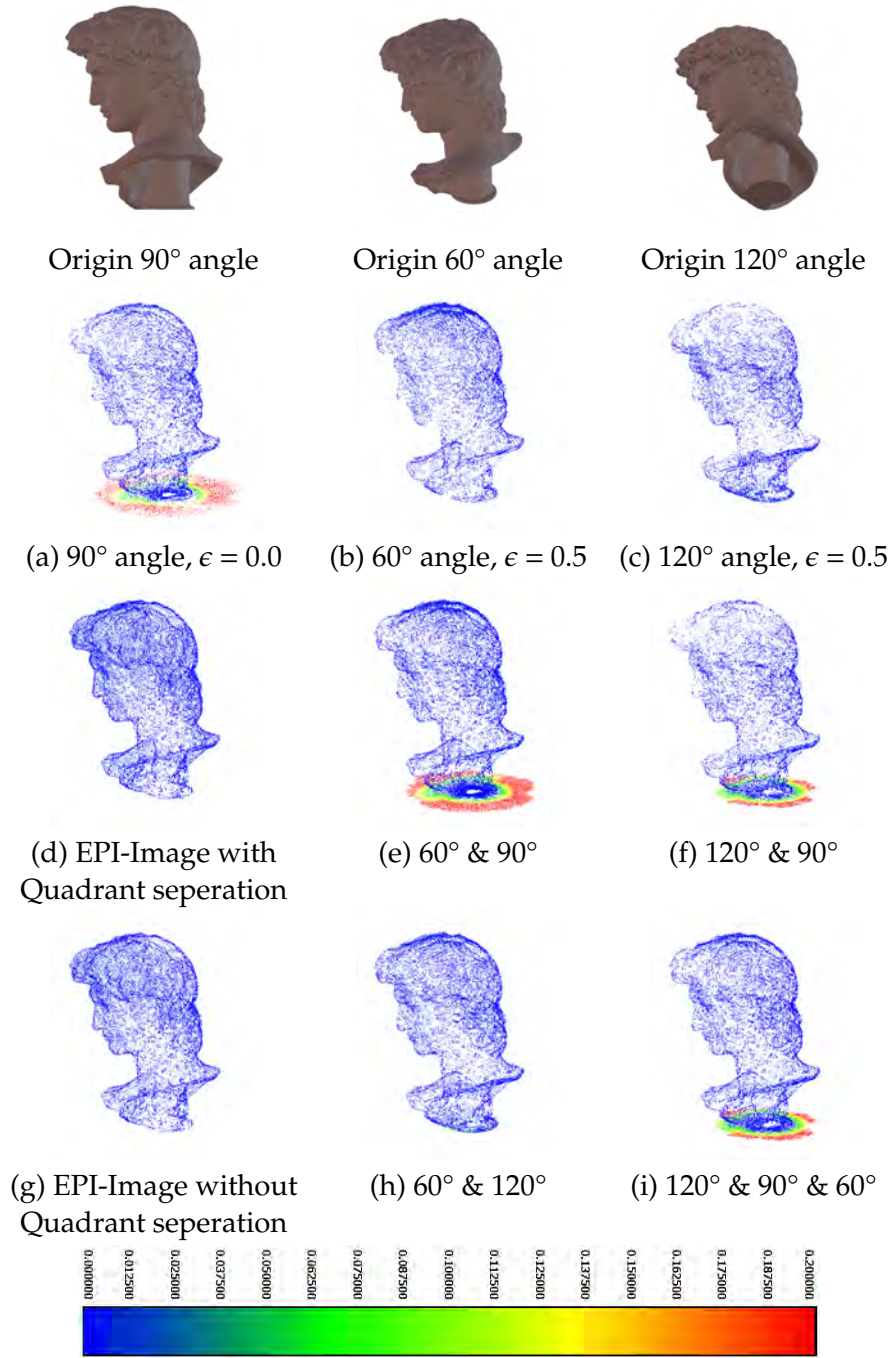 Origin 90° angle
Origin 60° angle
Origin 120° angle
(a) 90° angle, ϵ = 0.0
(b) 60° angle, ϵ = 0.5
(c) 120° angle, ϵ = 0.5
(d) EPI-Image with
Quadrant seperation
(e) 60° & 90°
(f) 120° & 90°
(g) EPI-Image without
Quadrant seperation
(h) 60° & 120°
(i) 120° & 90° & 60°
0.000000
0.012500
0.025000
0.037500
0.050000
0.062500
0.075000
0.087500
0.100000
0.112500
0.125000
0.137500
0.150000
0.162500
0.175000
0.187500
0.200000